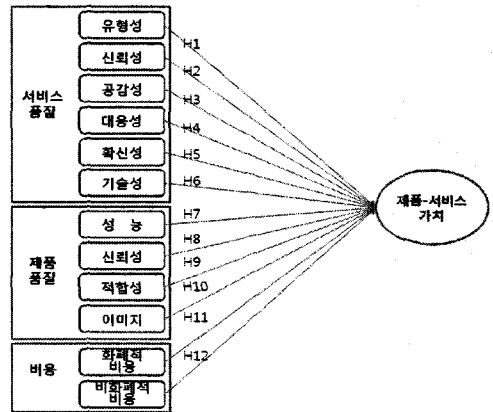 서비스
품질
유형성
신뢰성
공감성
대응성
확신성
기술성
제품
품질
성 능
신뢰성
적합성
이미지
비용
화폐적
비용
비화폐적
비용
H1
H2
H3
H4
H5
H6
H7
H8
H9
H10
H11
H12
제품-서비스
가치